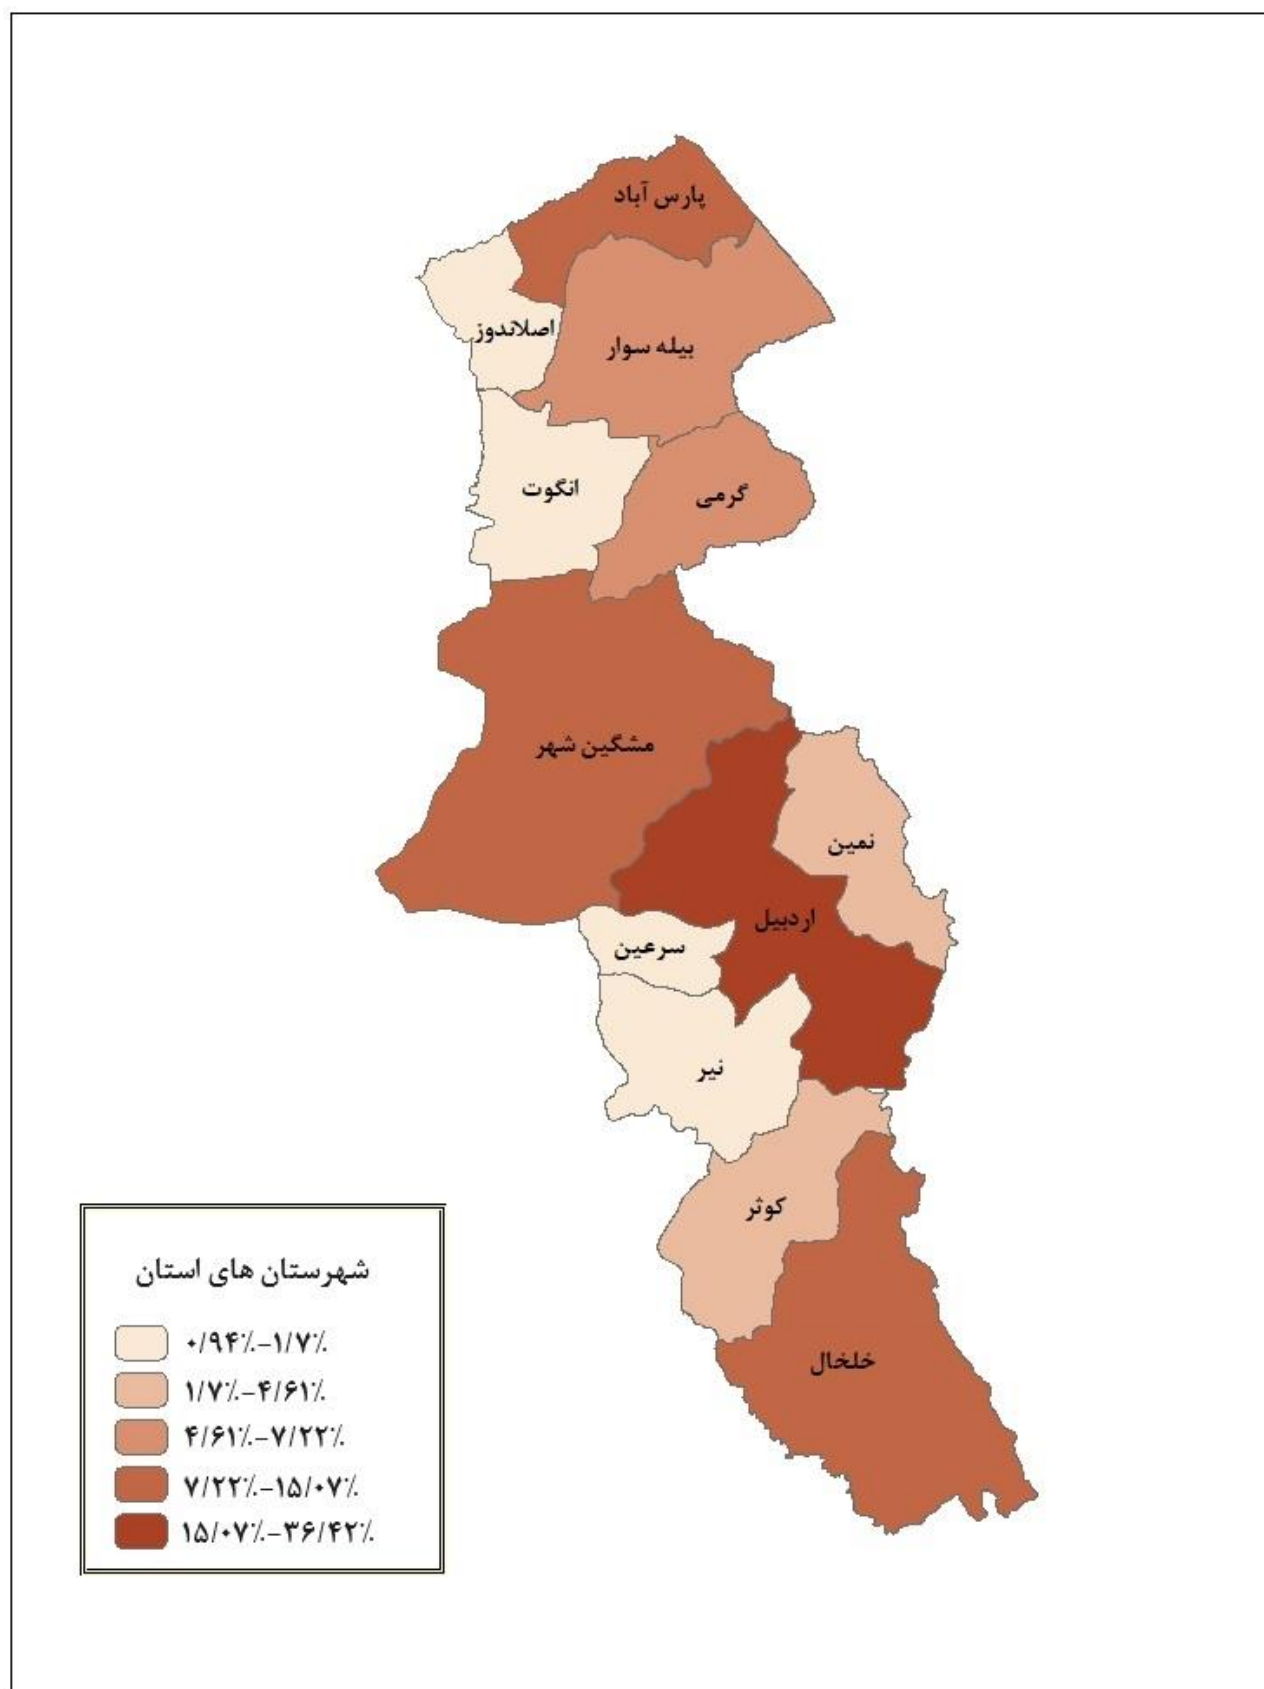 پارس آباد
اصلاندوز
بیله سوار
انگوت
گرمی
مشگین شهر
نمین
اردبیل
سرعین
نیر
کوثر
خلخال
شهرستان های استان
۰/۹۴٪-۱/۷٪
۱/۷٪-۴/۶۱٪
۴/۶۱٪-۷/۲۲٪
۷/۲۲٪-۱۵/۰۷٪
۱۵/۰۷٪-۳۶/۴۲٪